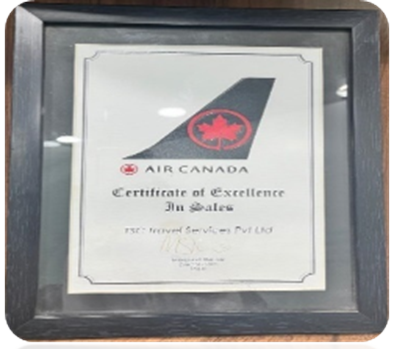 AIR CANADA
Certificate of Excellence
In Sales
Travel Services Pvt Ltd